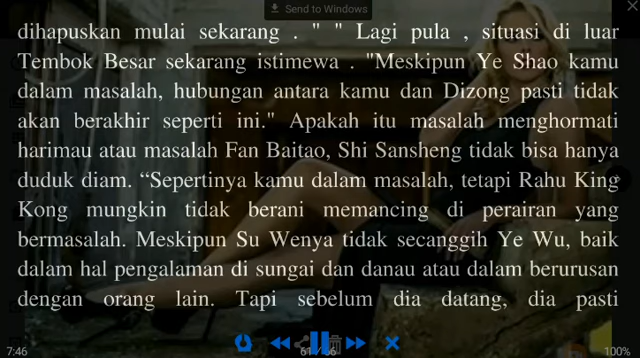 Send to Windows
dihapuskan mulai sekarang . " " Lagi pula , situasi di luar
Tembok Besar sekarang istimewa . "Meskipun Ye Shao kamu
dalam masalah, hubungan antara kamu dan Dizong pasti tidak
akan berakhir seperti ini." Apakah itu masalah menghormati
harimau atau masalah Fan Baitao, Shi Sansheng tidak bisa hanya
duduk diam. “Sepertinya kamu dalam masalah, tetapi Rahu King
Kong mungkin tidak berani memancing di perairan yang
bermasalah. Meskipun Su Wenya tidak secanggih Ye Wu, baik
dalam hal pengalaman di sungai dan danau atau dalam berurusan
dengan orang lain. Tapi sebelum dia datang, dia pasti
7:46
100%